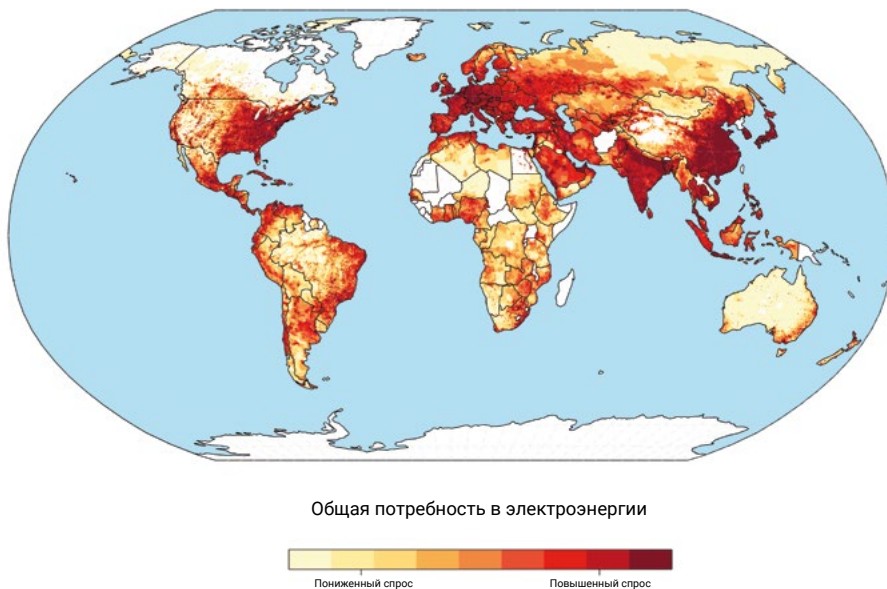 Общая потребность в электроэнергии
Пониженный спрос
Повышенный спрос